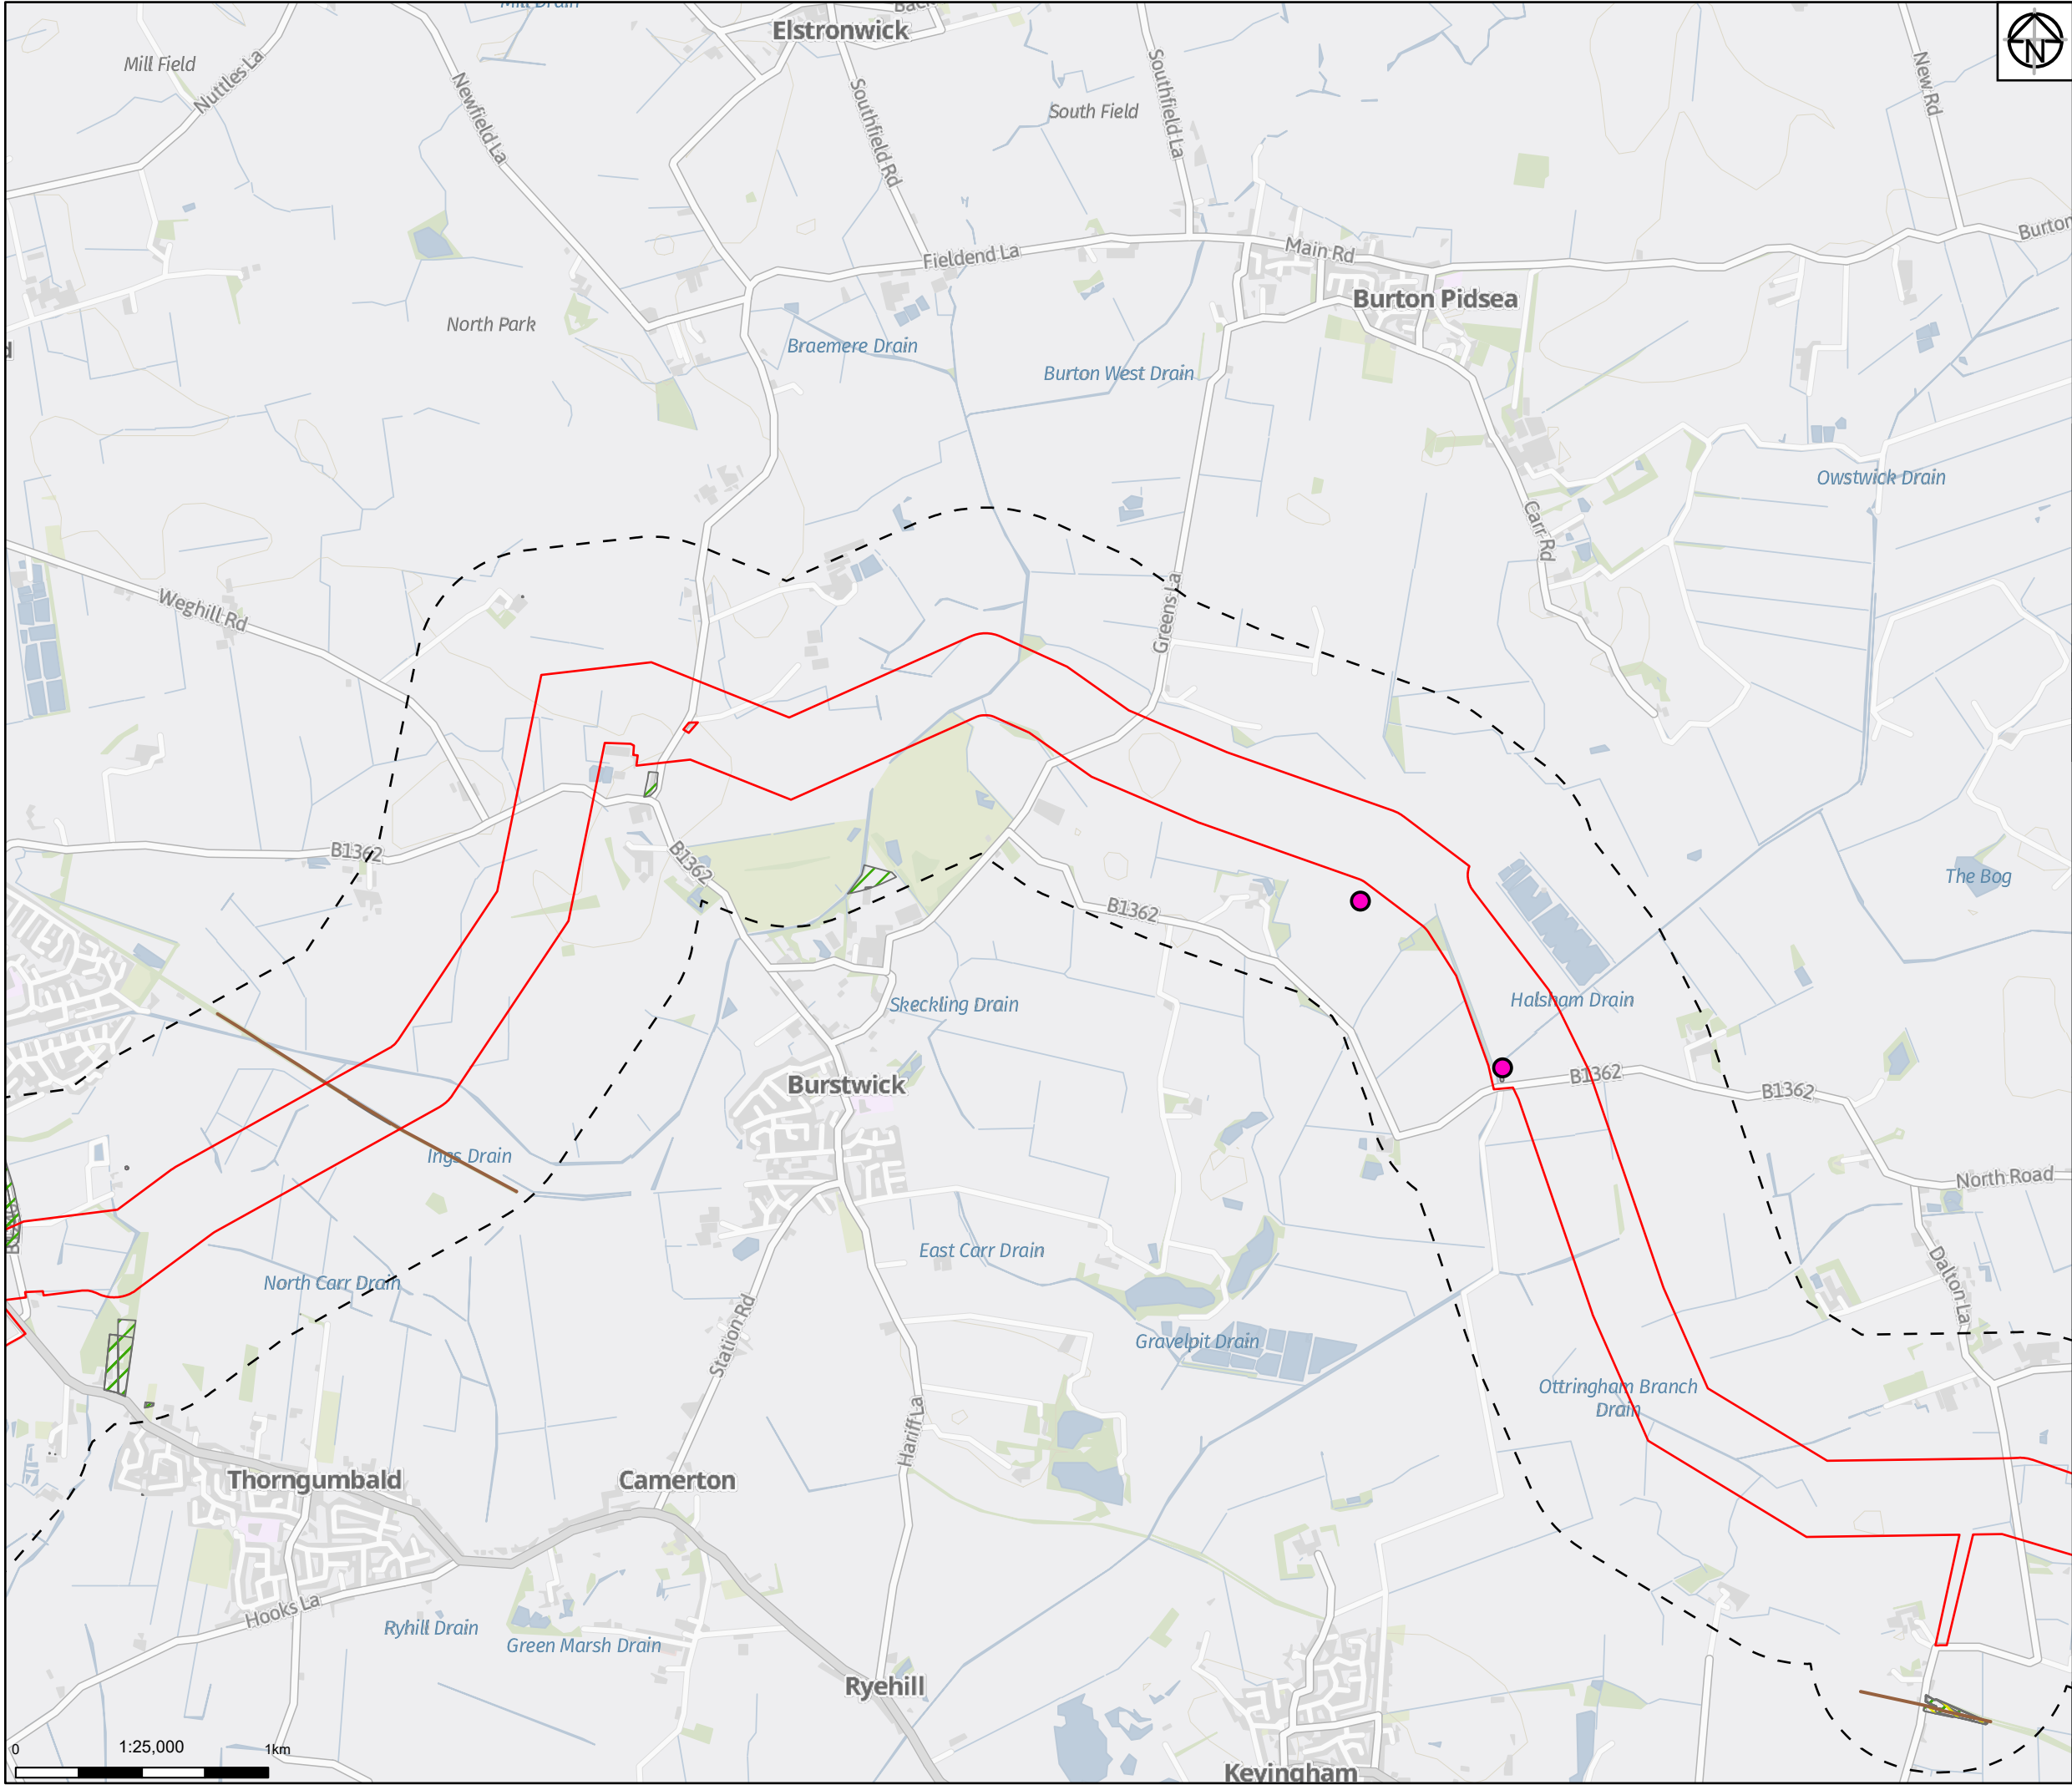 Mill Drain
Back
Elstronwick
N
Mill Field
Nuttles La
Newfield La
Southfield Rd
South Field
Southfield La
New Rd
Burton
Fieldend La
Main Rd
Burton Pidsea
North Park
d
Braemere Drain
Burton West Drain
Owstwick Drain
Carr Rd
Weghill Rd
Greens La
B1362
B1362
The Bog
B1362
Halsham Drain
Skeckling Drain
B1362
B1362
Burstwick
Ings Drain
North Road
East Carr Drain
North Carr Drain
Dalton La
Station Rd
Gravelpit Drain
Ottringham Branch
Drain
Hariff La
Thorngumbald
Camerton
Hooks La
Ryhill Drain
Green Marsh Drain
Ryehill
0
1:25,000
1km
Keyingham